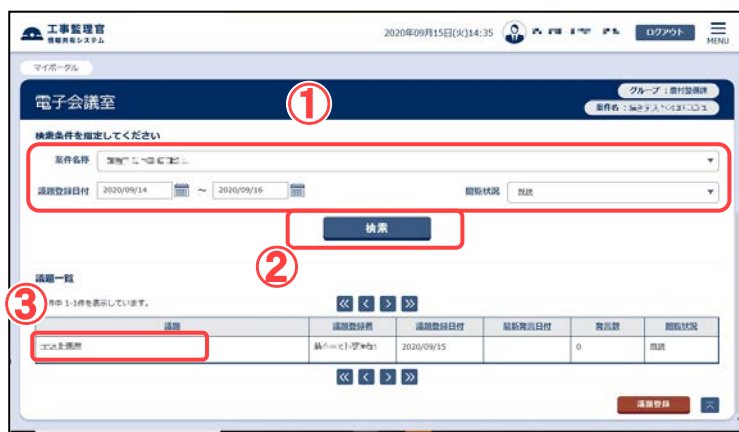 工事監理官
情報共有システム
2020年09月15日(火)14:35
ログアウト
MENU
マイポータル
電子会議室
①
グループ：農村整備課
案件名：
検索条件を指定してください
案件名称
議題登録日付 2020/09/14 ～ 2020/09/16 閲覧状況 既読
検索
②
議題一覧
③
件中 1-1件を表示しています。
議題 議題登録者 議題登録日付 最新発言日付 発言数 閲覧状況
2020/09/15 0 既読
議題登録